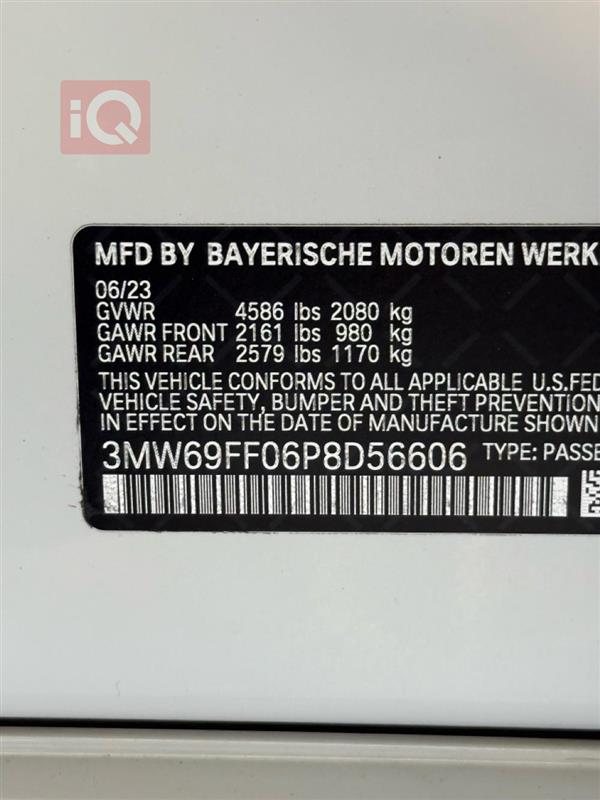 iQ
MFD BY BAYERISCHE MOTOREN WERK
06/23
GVWR 4586 lbs 2080 kg
GAWR FRONT 2161 lbs 980 kg
GAWR REAR 2579 lbs 1170 kg
THIS VEHICLE CONFORMS TO ALL APPLICABLE U.S.FED
VEHICLE SAFETY, BUMPER AND THEFT PREVENTION
IN EFFECT ON THE DATE OF MANUFACTURE SHOWN
3MW69FF06P8D56606 TYPE: PASSE